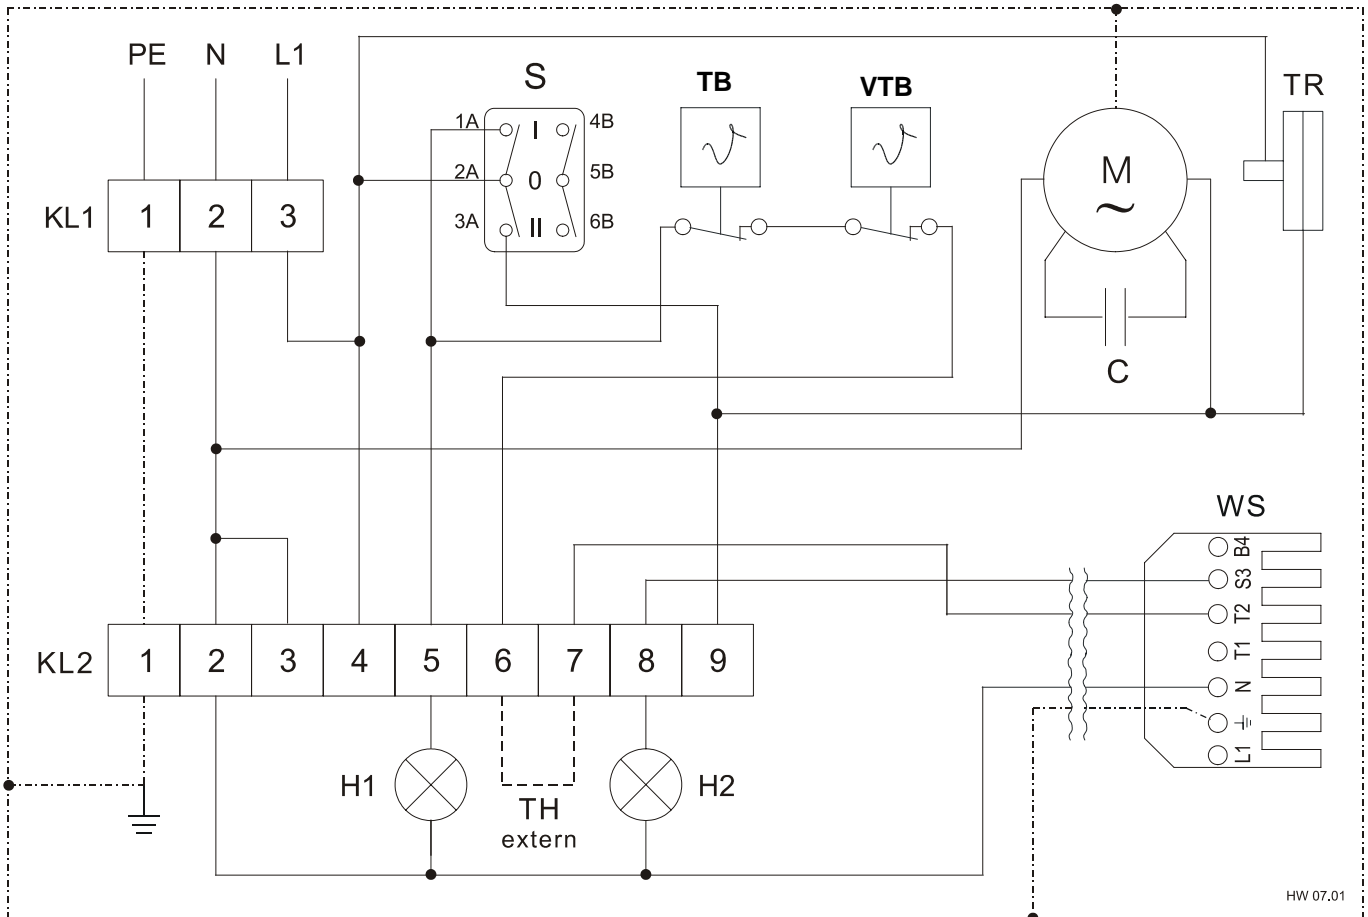 PE N L1
S
TB VTB
TR
1A I 4B
2A 0 5B
3A II 6B
M
~
KL1 1 2 3
C
WS
B4
S3
T2
T1
N
L1
KL2 1 2 3 4 5 6 7 8 9
H1 H2
TH
extern
HW 07.01